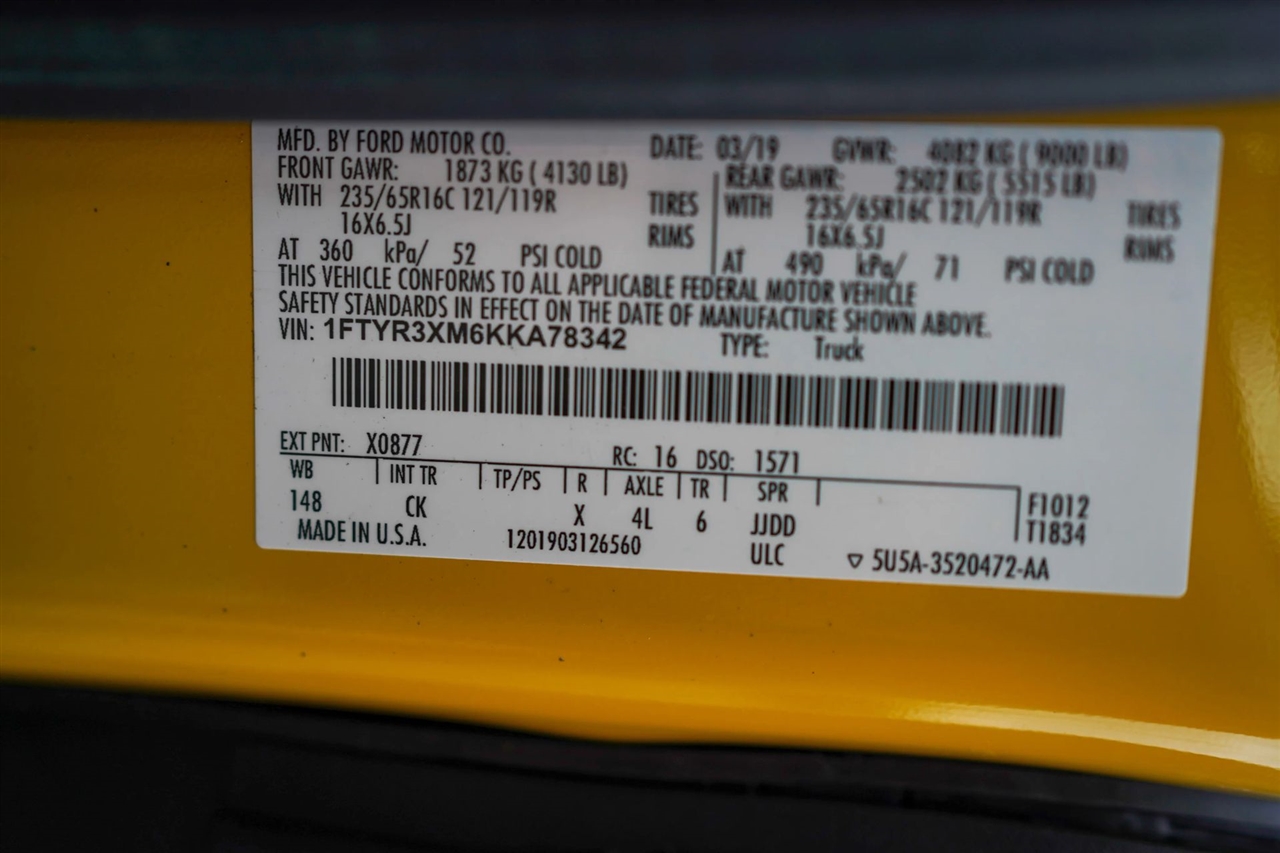 MFD. BY FORD MOTOR CO. DATE: 03/19 GVWR: 4082 KG ( 9000 LB)
FRONT GAWR: 1873 KG ( 4130 LB) REAR GAWR: 2502 KG ( 5515 LB)
WITH 235/65R16C 121/119R TIRES WITH 235/65R16C 121/119R TIRES
16X6.5J RIMS 16X6.5J RIMS
AT 360 kPa/ 52 PSI COLD AT 490 kPa/ 71 PSI COLD
THIS VEHICLE CONFORMS TO ALL APPLICABLE FEDERAL MOTOR VEHICLE
SAFETY STANDARDS IN EFFECT ON THE DATE OF MANUFACTURE SHOWN ABOVE.
VIN: 1FTYR3XM6KKA78342 TYPE: Truck
EXT PNT: X0877 RC: 16 DSO: 1571
WB INT TR TP/PS R AXLE TR SPR F1012
148 CK X 4L 6 JJDD T1834
MADE IN U.S.A. 1201903126560 ULC 5U5A-3520472-AA